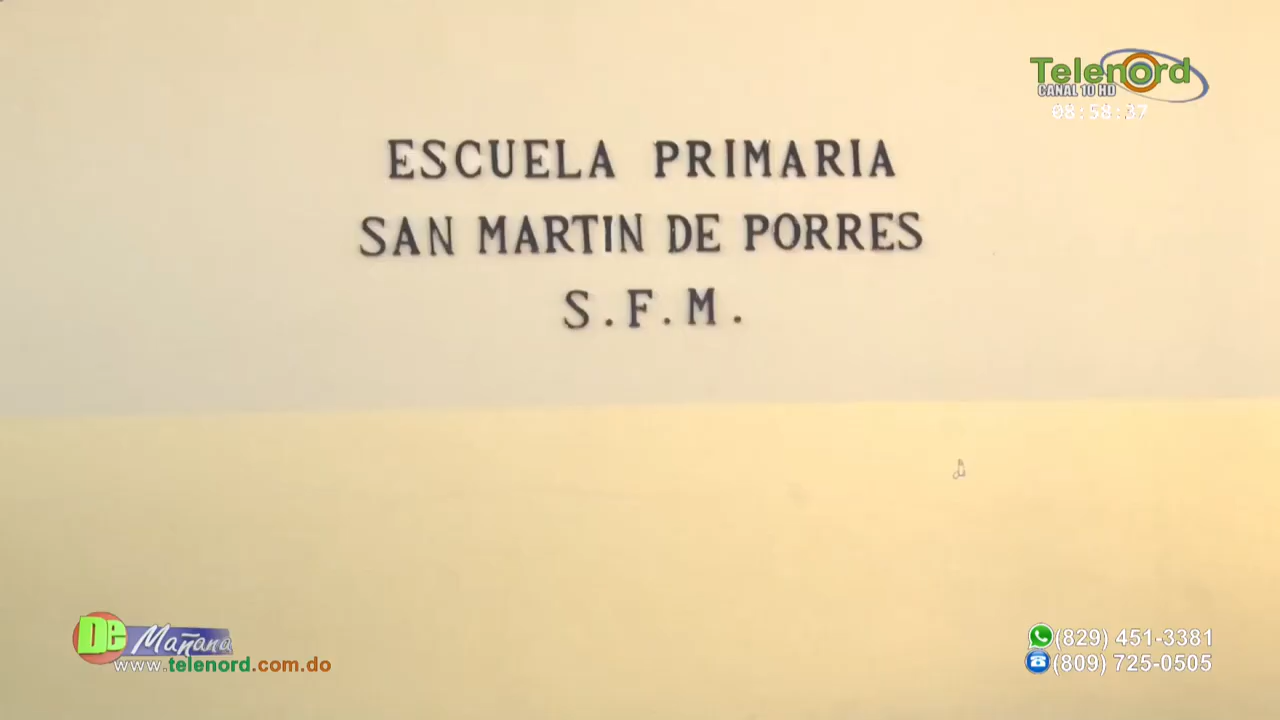 Telenord
CANAL 10 HD
08:58:37
ESCUELA PRIMARIA
SAN MARTIN DE PORRES
S.F.M.
De Mañana
www.telenord.com.do
(829) 451-3381
(809) 725-0505